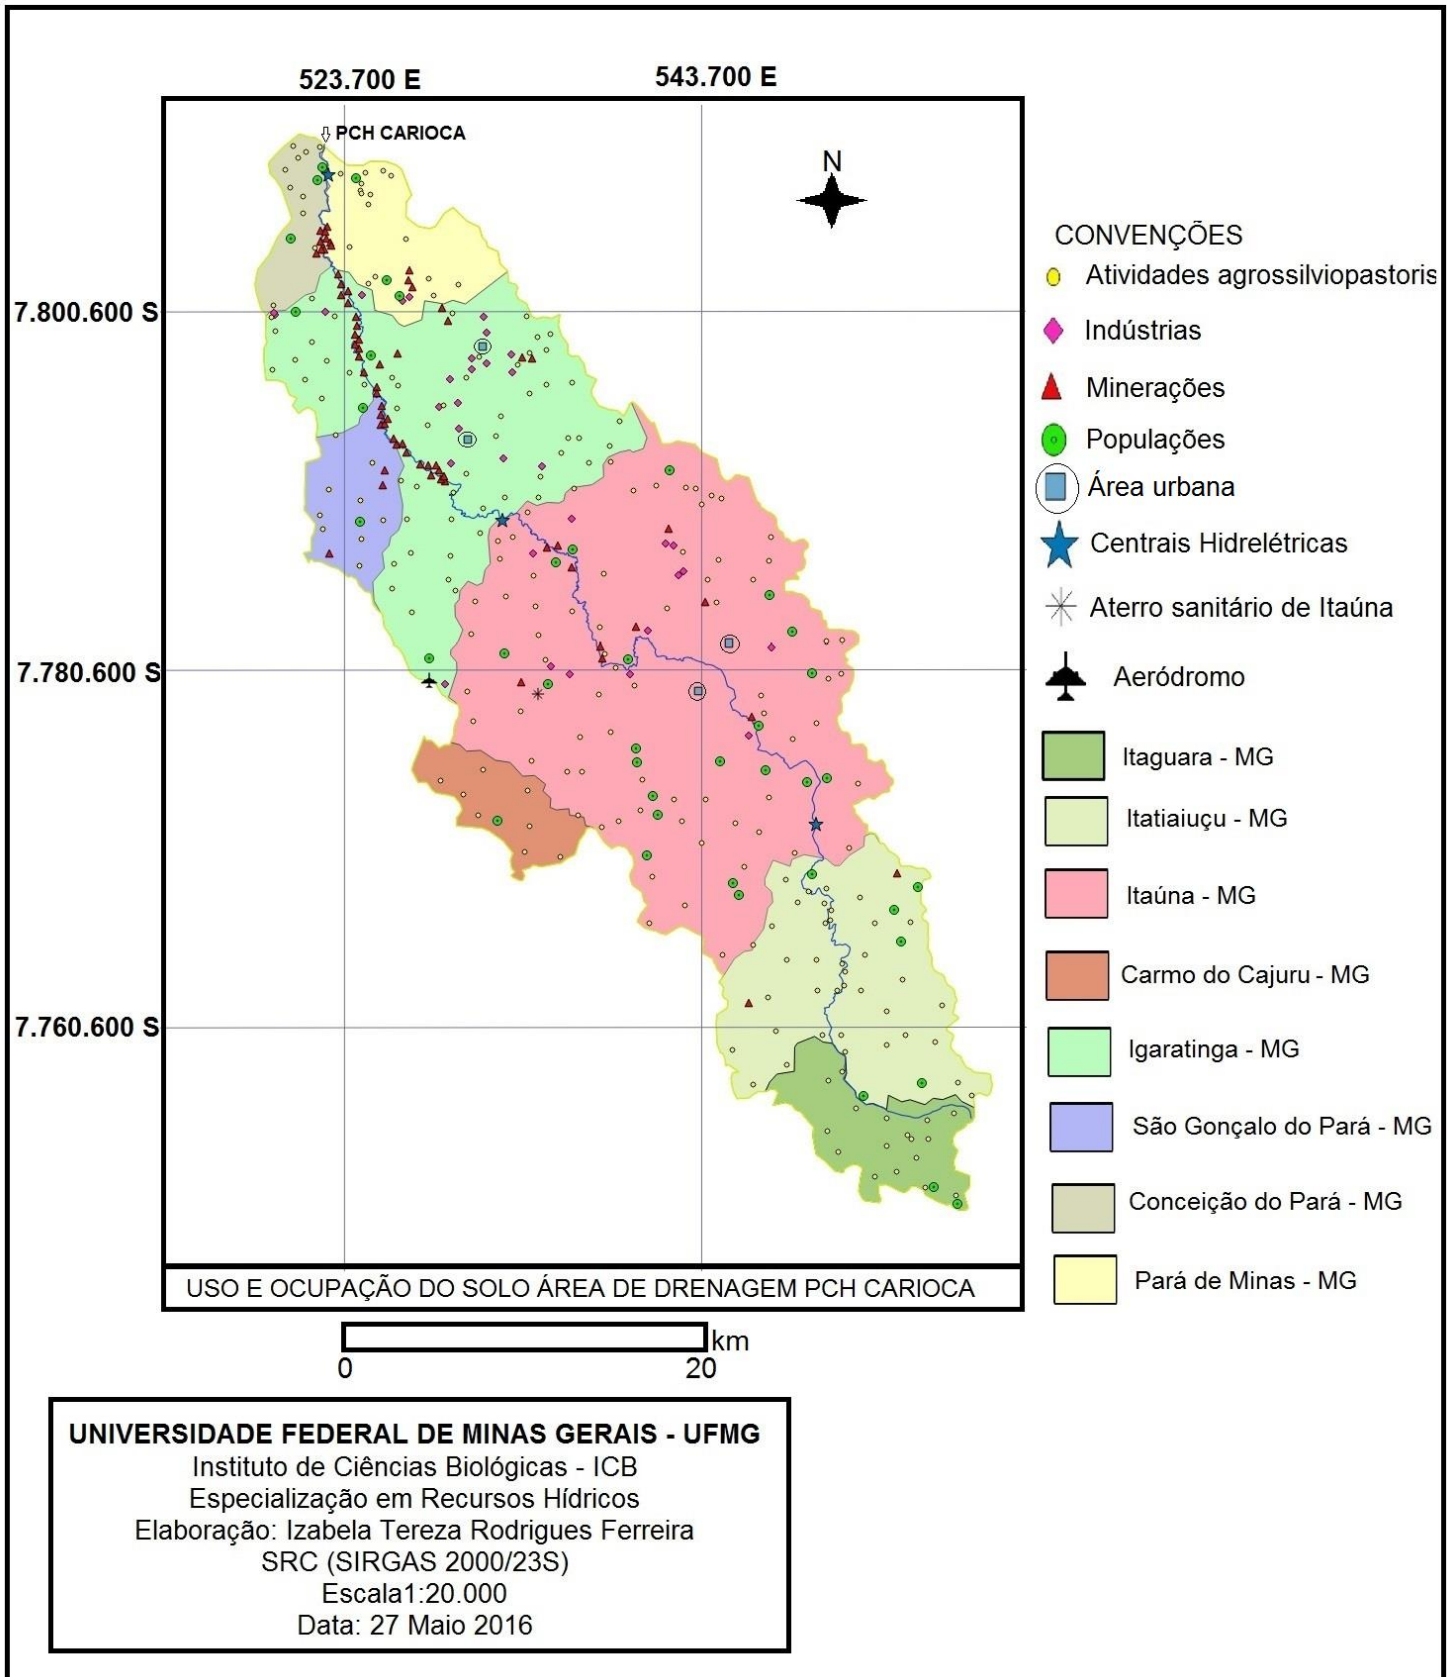 523.700 E
543.700 E
PCH CARIOCA
N
7.800.600 S
7.780.600 S
7.760.600 S
CONVENÇÕES
Atividades agrossilviopastoris
Indústrias
Minerações
Populações
Área urbana
Centrais Hidrelétricas
Aterro sanitário de Itaúna
Aeródromo
Itaguara - MG
Itatiaiuçu - MG
Itaúna - MG
Carmo do Cajuru - MG
Igaratinga - MG
São Gonçalo do Pará - MG
Conceição do Pará - MG
Pará de Minas - MG
USO E OCUPAÇÃO DO SOLO ÁREA DE DRENAGEM PCH CARIOCA
km
0
20
UNIVERSIDADE FEDERAL DE MINAS GERAIS - UFMG
Instituto de Ciências Biológicas - ICB
Especialização em Recursos Hídricos
Elaboração: Izabela Tereza Rodrigues Ferreira
SRC (SIRGAS 2000/23S)
Escala1:20.000
Data: 27 Maio 2016